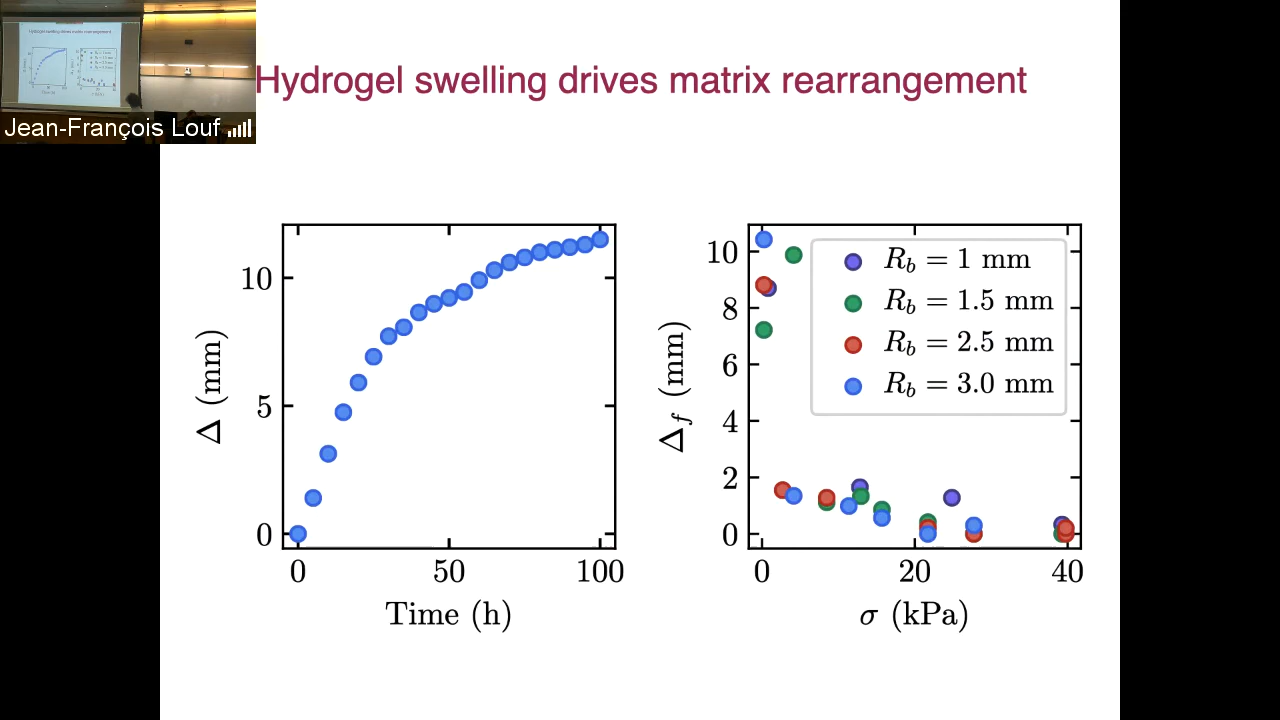 Hydrogel swelling drives matrix rearrangement
Jean-François Louf
Δ (mm)
10
5
0
0 50 100
Time (h)
Δf (mm)
10
8
6
4
2
0
R_b = 1 mm
R_b = 1.5 mm
R_b = 2.5 mm
R_b = 3.0 mm
0 20 40
σ (kPa)